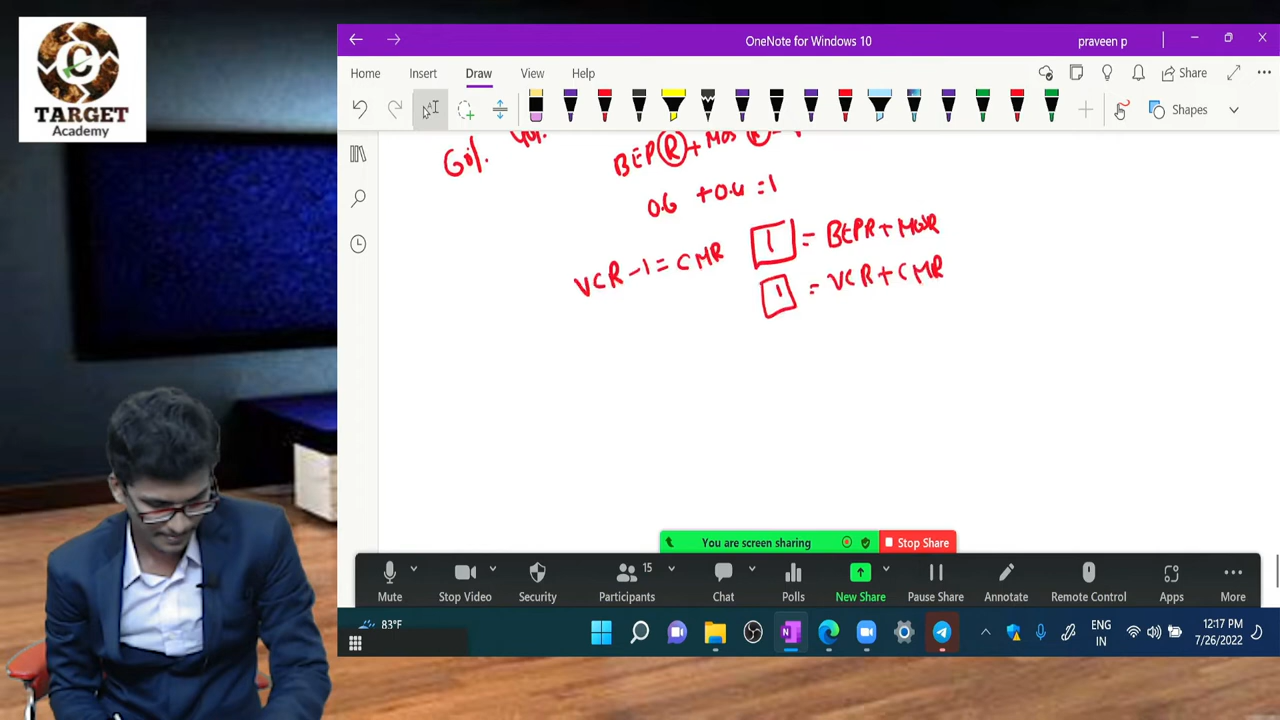 C
TARGET
Academy
OneNote for Windows 10
praveen p
Home Insert Draw View Help
Share
Shapes
60%. 40%.
BEP(R) + MOS
0.6 + 0.4 = 1
VCR - 1 = CMR
1 = BEPR + MOSR
1 = VCR + CMR
You are screen sharing
Stop Share
15
Mute Stop Video Security Participants Chat Polls New Share Pause Share Annotate Remote Control Apps More
83°F
ENG
IN
12:17 PM
7/26/2022